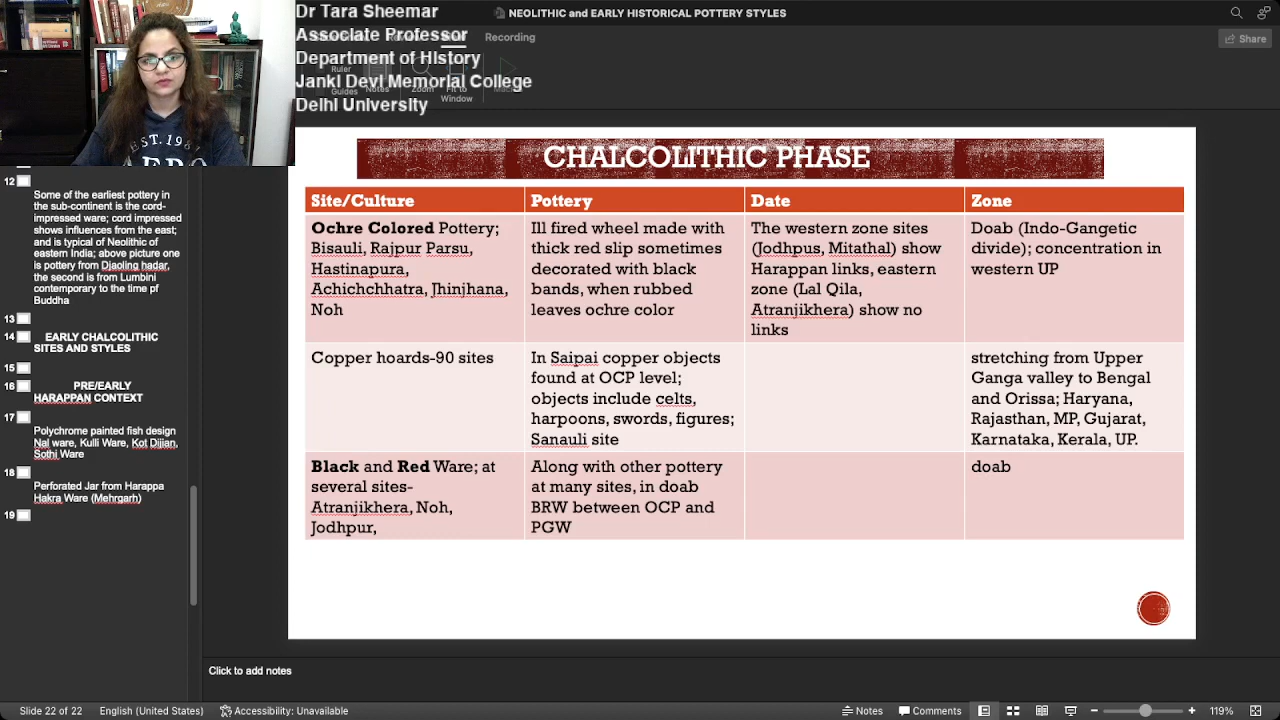 Dr Tara Sheemar
Associate Professor
Department of History
Janki Devi Memorial College
Delhi University
NEOLITHIC and EARLY HISTORICAL POTTERY STYLES
Recording
Share
Ruler
Guides
Notes
Zoom
Fit to
Window
EST. 1981
12
Some of the earliest pottery in
the sub-continent is the cord-
impressed ware; cord impressed
shows influences from the east;
and is typical of Neolithic of
eastern India; above picture one
is pottery from Djaoling hadar,
the second is from Lumbini
contemporary to the time pf
Buddha
13
14 EARLY CHALCOLITHIC
SITES AND STYLES
15
16 PRE/EARLY
HARAPPAN CONTEXT
17
Polychrome painted fish design
Nal ware, Kulli Ware, Kot Dijian,
Sothi Ware
18
Perforated Jar from Harappa
Hakra Ware (Mehrgarh)
19
CHALCOLITHIC PHASE
Site/Culture
Pottery
Date
Zone
Ochre Colored Pottery;
Bisauli, Rajpur Parsu,
Hastinapura,
Achichchhatra, Jhinjhana,
Noh
Ill fired wheel made with
thick red slip sometimes
decorated with black
bands, when rubbed
leaves ochre color
The western zone sites
(Jodhpus, Mitathal) show
Harappan links, eastern
zone (Lal Qila,
Atranjikhera) show no
links
Doab (Indo-Gangetic
divide); concentration in
western UP
Copper hoards-90 sites
In Saipai copper objects
found at OCP level;
objects include celts,
harpoons, swords, figures;
Sanauli site
stretching from Upper
Ganga valley to Bengal
and Orissa; Haryana,
Rajasthan, MP, Gujarat,
Karnataka, Kerala, UP.
Black and Red Ware; at
several sites-
Atranjikhera, Noh,
Jodhpur,
Along with other pottery
at many sites, in doab
BRW between OCP and
PGW
doab
Click to add notes
Slide 22 of 22
English (United States)
Accessibility: Unavailable
Notes
Comments
119%